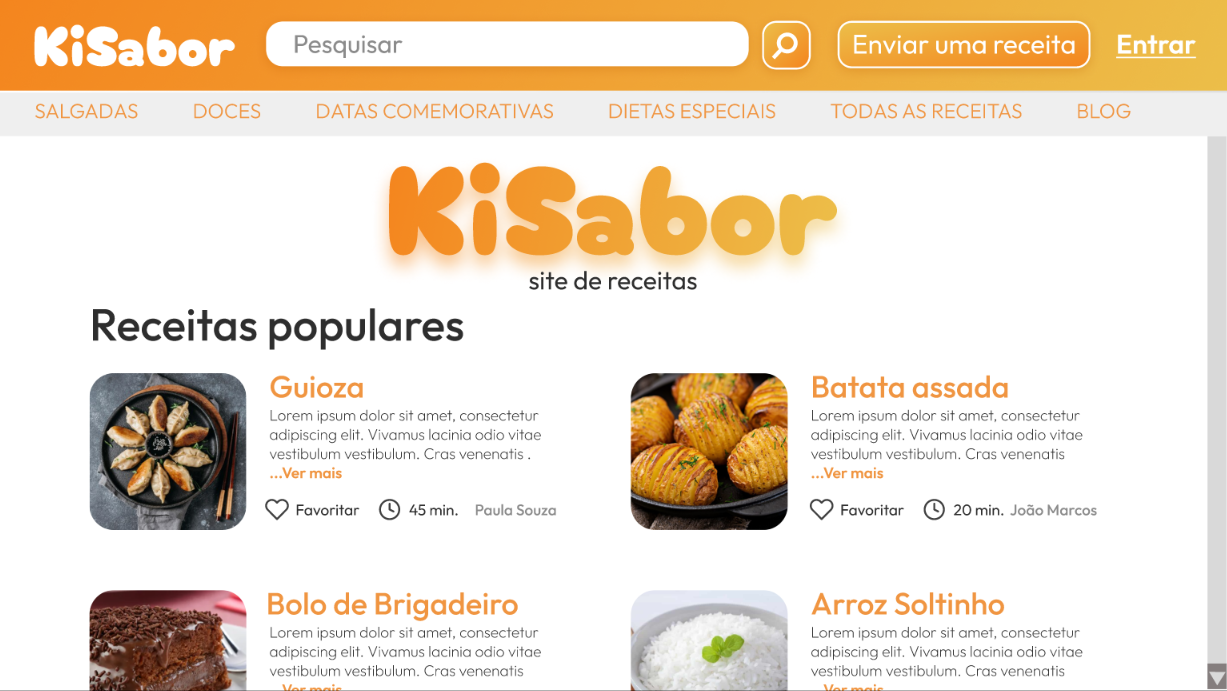 KiSabor
Pesquisar
Enviar uma receita
Entrar
SALGADAS
DOCES
DATAS COMEMORATIVAS
DIETAS ESPECIAIS
TODAS AS RECEITAS
BLOG
KiSabor
site de receitas
Receitas populares
Guioza
Lorem ipsum dolor sit amet, consectetur
adipiscing elit. Vivamus lacinia odio vitae
vestibulum vestibulum. Cras venenatis .
...Ver mais
Favoritar
45 min.
Paula Souza
Batata assada
Lorem ipsum dolor sit amet, consectetur
adipiscing elit. Vivamus lacinia odio vitae
vestibulum vestibulum. Cras venenatis
...Ver mais
Favoritar
20 min.
João Marcos
Bolo de Brigadeiro
Lorem ipsum dolor sit amet, consectetur
adipiscing elit. Vivamus lacinia odio vitae
vestibulum vestibulum. Cras venenatis
...Ver mais
Arroz Soltinho
Lorem ipsum dolor sit amet, consectetur
adipiscing elit. Vivamus lacinia odio vitae
vestibulum vestibulum. Cras venenatis
...Ver mais